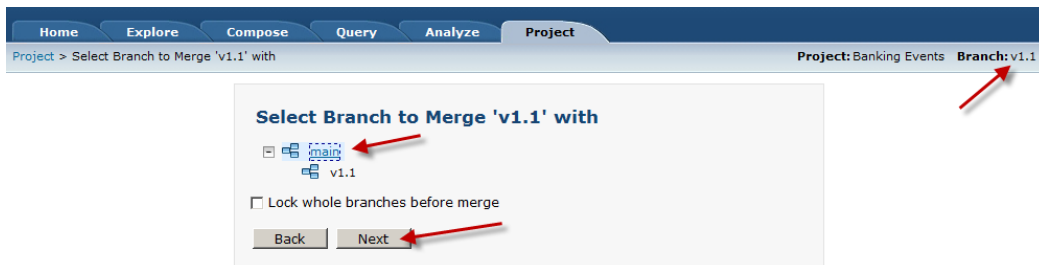 Home Explore Compose Query Analyze Project
Project > Select Branch to Merge 'v1.1' with Project: Banking Events Branch: v1.1
Select Branch to Merge 'v1.1' with
main
v1.1
Lock whole branches before merge
Back Next